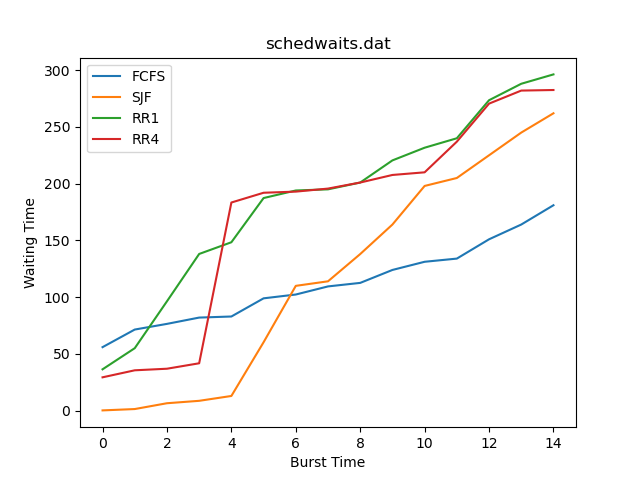 schedwaits.dat
FCFS
SJF
RR1
RR4
300
250
200
150
100
50
0
Waiting Time
0 2 4 6 8 10 12 14
Burst Time